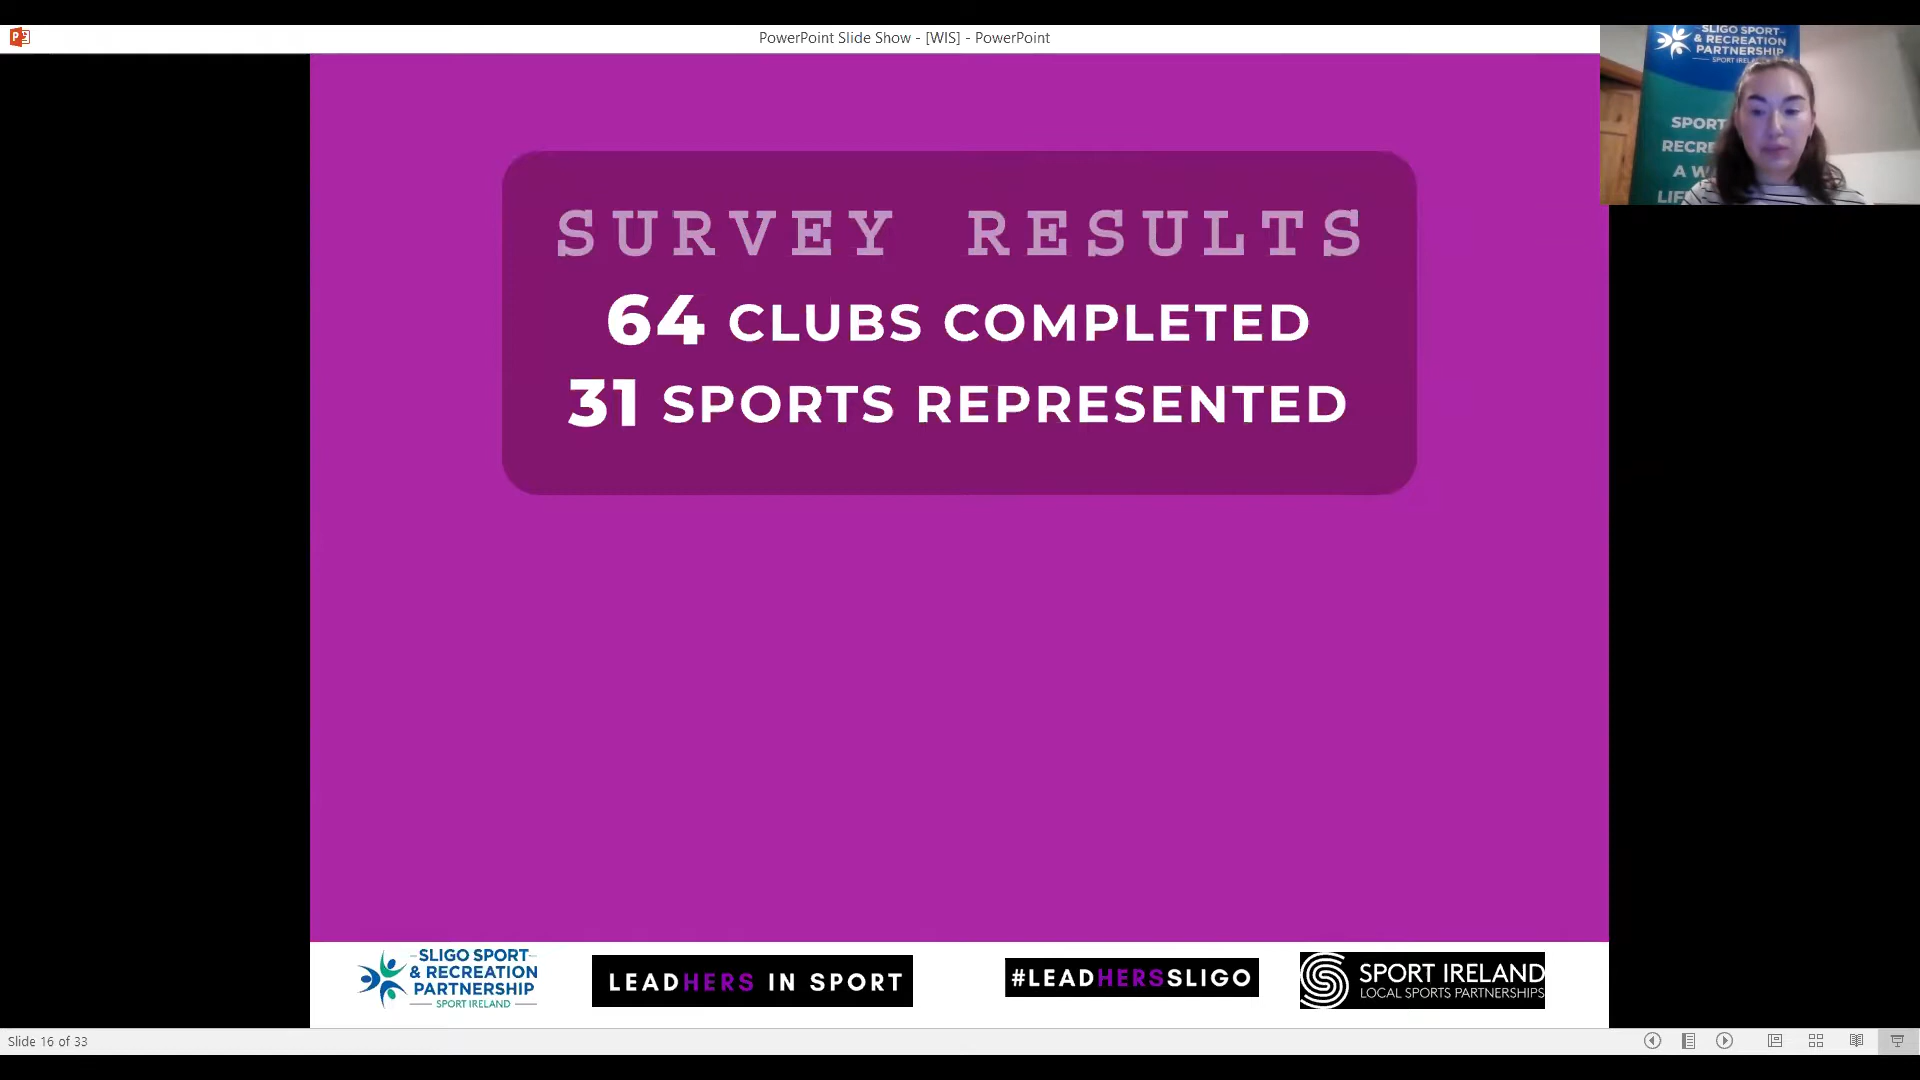 PowerPoint Slide Show - [WIS] - PowerPoint
SLIGO SPORT
& RECREATION
PARTNERSHIP
SPORT
A
SURVEY RESULTS
64 CLUBS COMPLETED
31 SPORTS REPRESENTED
SLIGO SPORT
& RECREATION
PARTNERSHIP
SPORT IRELAND
LEADHERS IN SPORT
#LEADHERSSLIGO
SPORT IRELAND
LOCAL SPORTS PARTNERSHIPS
Slide 16 of 33